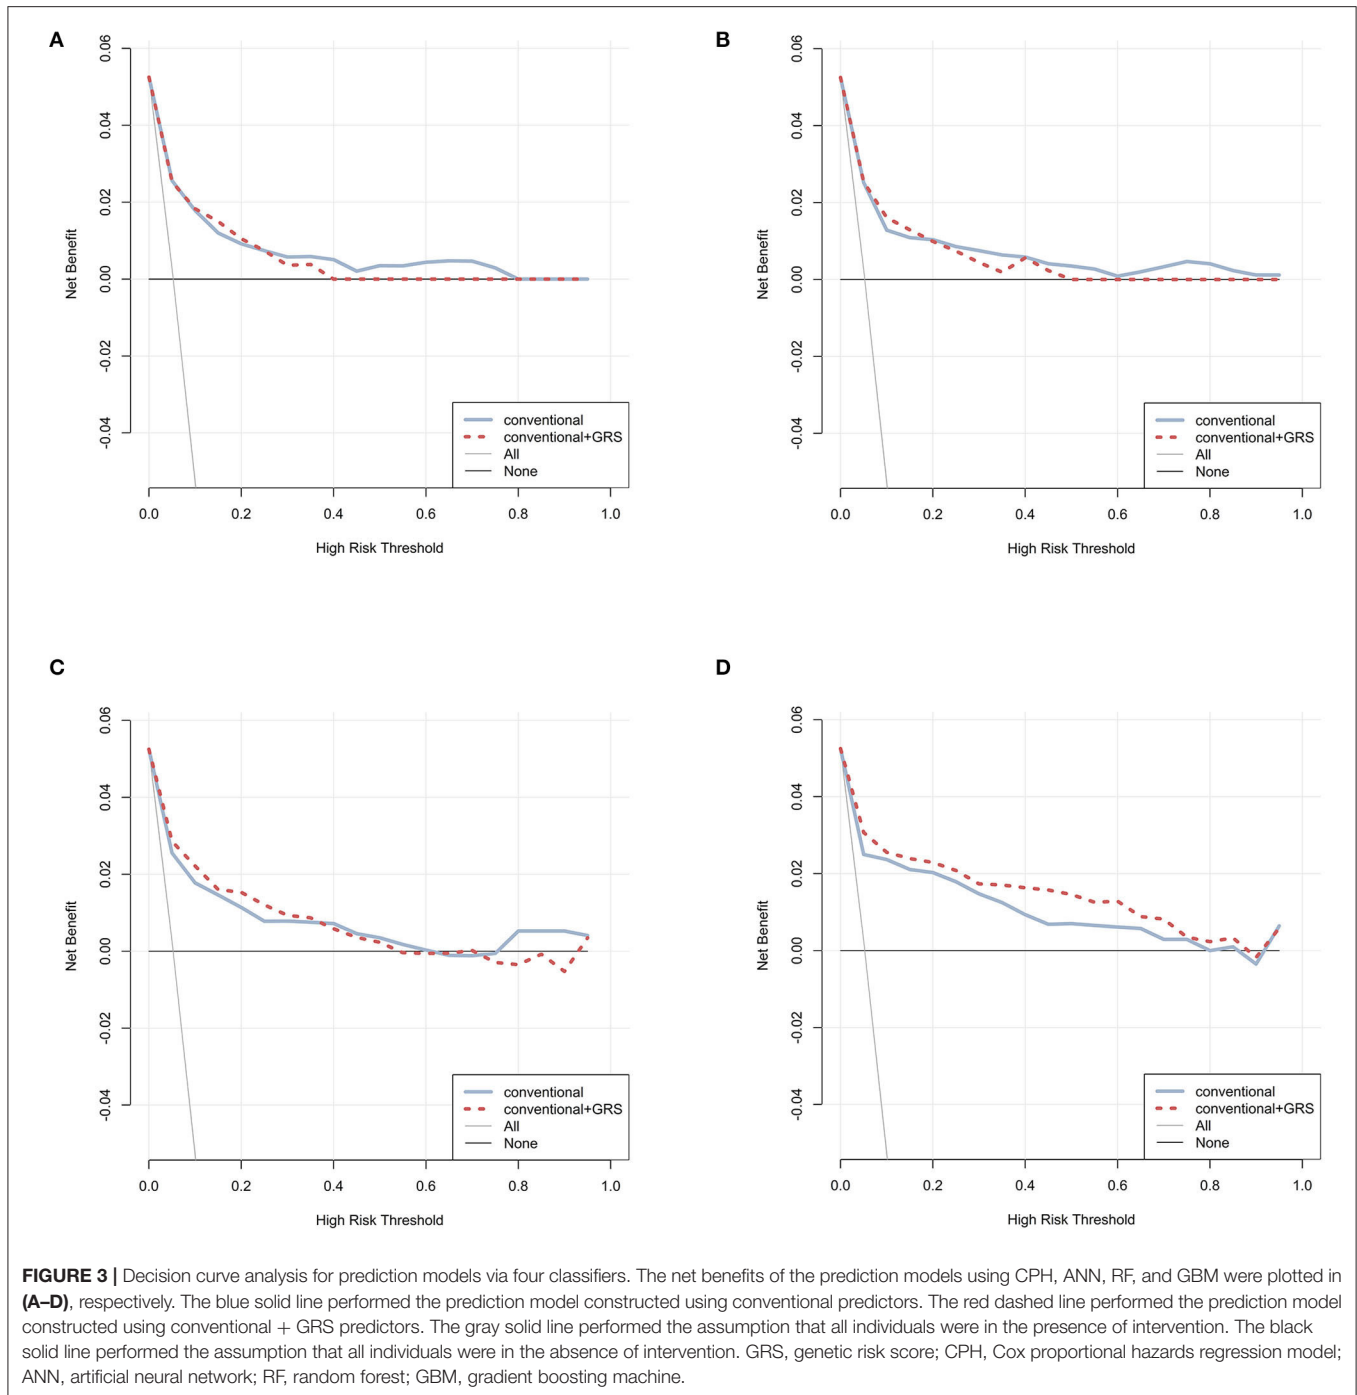 A
0.06
0.04
0.02
0.00
-0.02
-0.04
Net Benefit
conventional
conventional+GRS
All
None
0.0 0.2 0.4 0.6 0.8 1.0
High Risk Threshold
B
0.06
0.04
0.02
0.00
-0.02
-0.04
Net Benefit
conventional
conventional+GRS
All
None
0.0 0.2 0.4 0.6 0.8 1.0
High Risk Threshold
C
0.06
0.04
0.02
0.00
-0.02
-0.04
Net Benefit
conventional
conventional+GRS
All
None
0.0 0.2 0.4 0.6 0.8 1.0
High Risk Threshold
D
0.06
0.04
0.02
0.00
-0.02
-0.04
Net Benefit
conventional
conventional+GRS
All
None
0.0 0.2 0.4 0.6 0.8 1.0
High Risk Threshold
FIGURE 3 | Decision curve analysis for prediction models via four classifiers. The net benefits of the prediction models using CPH, ANN, RF, and GBM were plotted in
(A–D), respectively. The blue solid line performed the prediction model constructed using conventional predictors. The red dashed line performed the prediction model
constructed using conventional + GRS predictors. The gray solid line performed the assumption that all individuals were in the presence of intervention. The black
solid line performed the assumption that all individuals were in the absence of intervention. GRS, genetic risk score; CPH, Cox proportional hazards regression model;
ANN, artificial neural network; RF, random forest; GBM, gradient boosting machine.